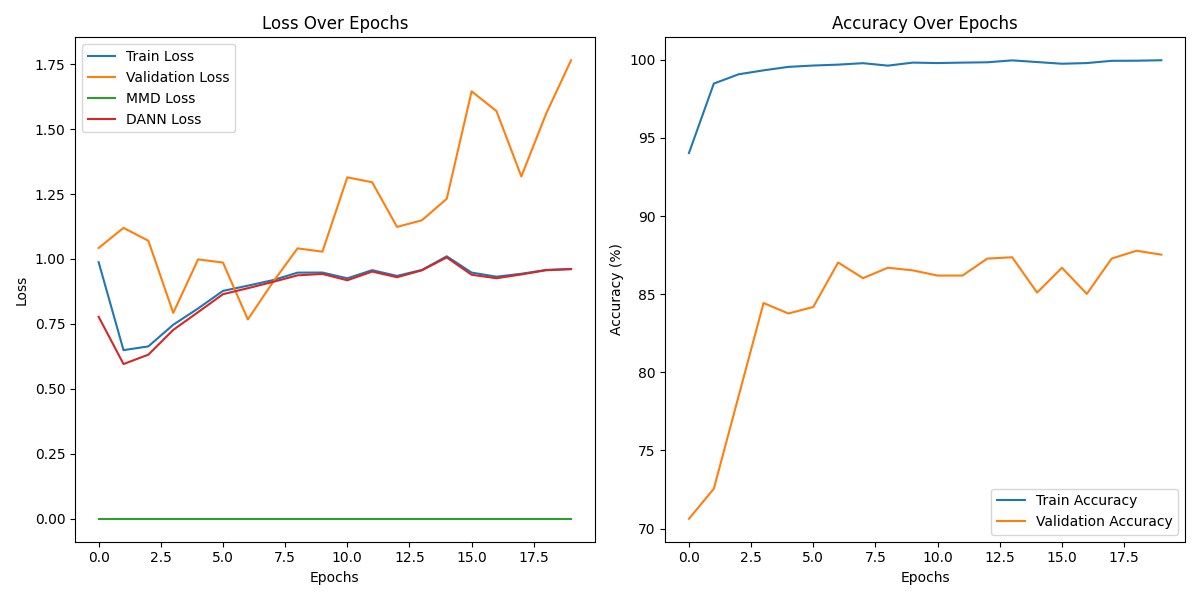 Loss Over Epochs
Train Loss
Validation Loss
MMD Loss
DANN Loss
1.75
1.50
1.25
1.00
0.75
0.50
0.25
0.00
Loss
0.0 2.5 5.0 7.5 10.0 12.5 15.0 17.5
Epochs
Accuracy Over Epochs
100
95
90
85
80
75
70
Accuracy (%)
Train Accuracy
Validation Accuracy
0.0 2.5 5.0 7.5 10.0 12.5 15.0 17.5
Epochs